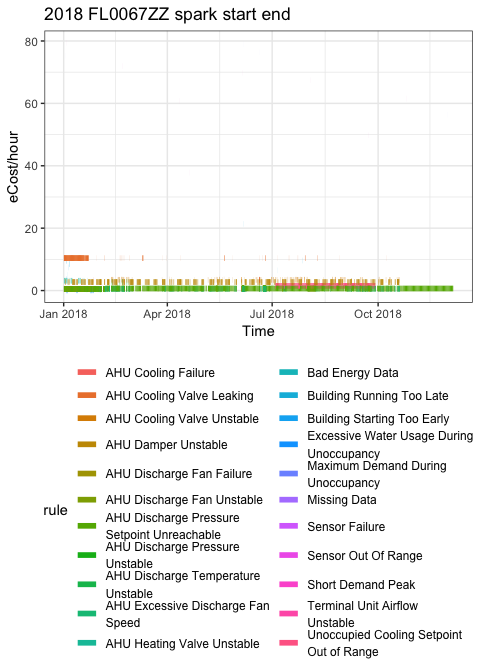 2018 FL0067ZZ spark start end
80
60
40
20
0
eCost/hour
Jan 2018 Apr 2018 Jul 2018 Oct 2018
Time
rule
AHU Cooling Failure
AHU Cooling Valve Leaking
AHU Cooling Valve Unstable
AHU Damper Unstable
AHU Discharge Fan Failure
AHU Discharge Fan Unstable
AHU Discharge Pressure
Setpoint Unreachable
AHU Discharge Pressure
Unstable
AHU Discharge Temperature
Unstable
AHU Excessive Discharge Fan
Speed
AHU Heating Valve Unstable
Bad Energy Data
Building Running Too Late
Building Starting Too Early
Excessive Water Usage During
Unoccupancy
Maximum Demand During
Unoccupancy
Missing Data
Sensor Failure
Sensor Out Of Range
Short Demand Peak
Terminal Unit Airflow
Unstable
Unoccupied Cooling Setpoint
Out of Range